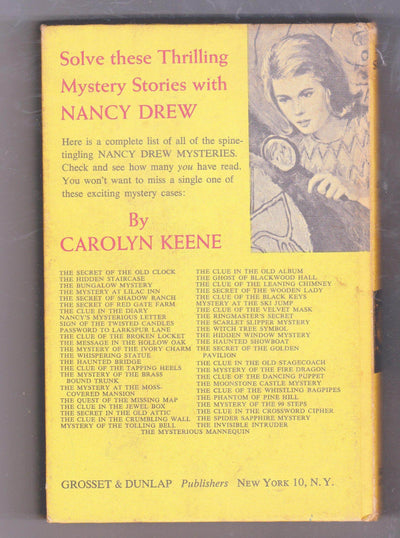 Solve these Thrilling
Mystery Stories with
NANCY DREW
Here is a complete list of all of the spine-
tingling NANCY DREW MYSTERIES.
Check and see how many you have read.
You won't want to miss a single one of
these exciting mystery cases:
By
CAROLYN KEENE
THE SECRET OF THE OLD CLOCK
THE HIDDEN STAIRCASE
THE BUNGALOW MYSTERY
THE MYSTERY AT LILAC INN
THE SECRET OF SHADOW RANCH
THE SECRET OF RED GATE FARM
THE CLUE IN THE DIARY
NANCY'S MYSTERIOUS LETTER
SIGN OF THE TWISTED CANDLES
PASSWORD TO LARKSPUR LANE
THE CLUE OF THE BROKEN LOCKET
THE MESSAGE IN THE HOLLOW OAK
THE MYSTERY OF THE IVORY CHARM
THE WHISPERING STATUE
THE HAUNTED BRIDGE
THE CLUE OF THE TAPPING HEELS
THE MYSTERY OF THE BRASS
BOUND TRUNK
THE MYSTERY AT THE MOSS-
COVERED MANSION
THE QUEST OF THE MISSING MAP
THE CLUE IN THE JEWEL BOX
THE SECRET IN THE OLD ATTIC
THE CLUE IN THE CRUMBLING WALL
MYSTERY OF THE TOLLING BELL
THE CLUE IN THE OLD ALBUM
THE GHOST OF BLACKWOOD HALL
THE CLUE OF THE LEANING CHIMNEY
THE SECRET OF THE WOODEN LADY
THE CLUE OF THE BLACK KEYS
MYSTERY AT THE SKI JUMP
THE CLUE OF THE VELVET MASK
THE RINGMASTER'S SECRET
THE SCARLET SLIPPER MYSTERY
THE WITCH TREE SYMBOL
THE HIDDEN WINDOW MYSTERY
THE HAUNTED SHOWBOAT
THE SECRET OF THE GOLDEN
PAVILION
THE CLUE IN THE OLD STAGECOACH
THE MYSTERY OF THE FIRE DRAGON
THE CLUE OF THE DANCING PUPPET
THE MOONSTONE CASTLE MYSTERY
THE CLUE OF THE WHISTLING BAGPIPES
THE PHANTOM OF PINE HILL
THE MYSTERY OF THE 99 STEPS
THE CLUE IN THE CROSSWORD CIPHER
THE SPIDER SAPPHIRE MYSTERY
THE INVISIBLE INTRUDER
THE MYSTERIOUS MANNEQUIN
GROSSET & DUNLAP Publishers NEW YORK 10, N. Y.